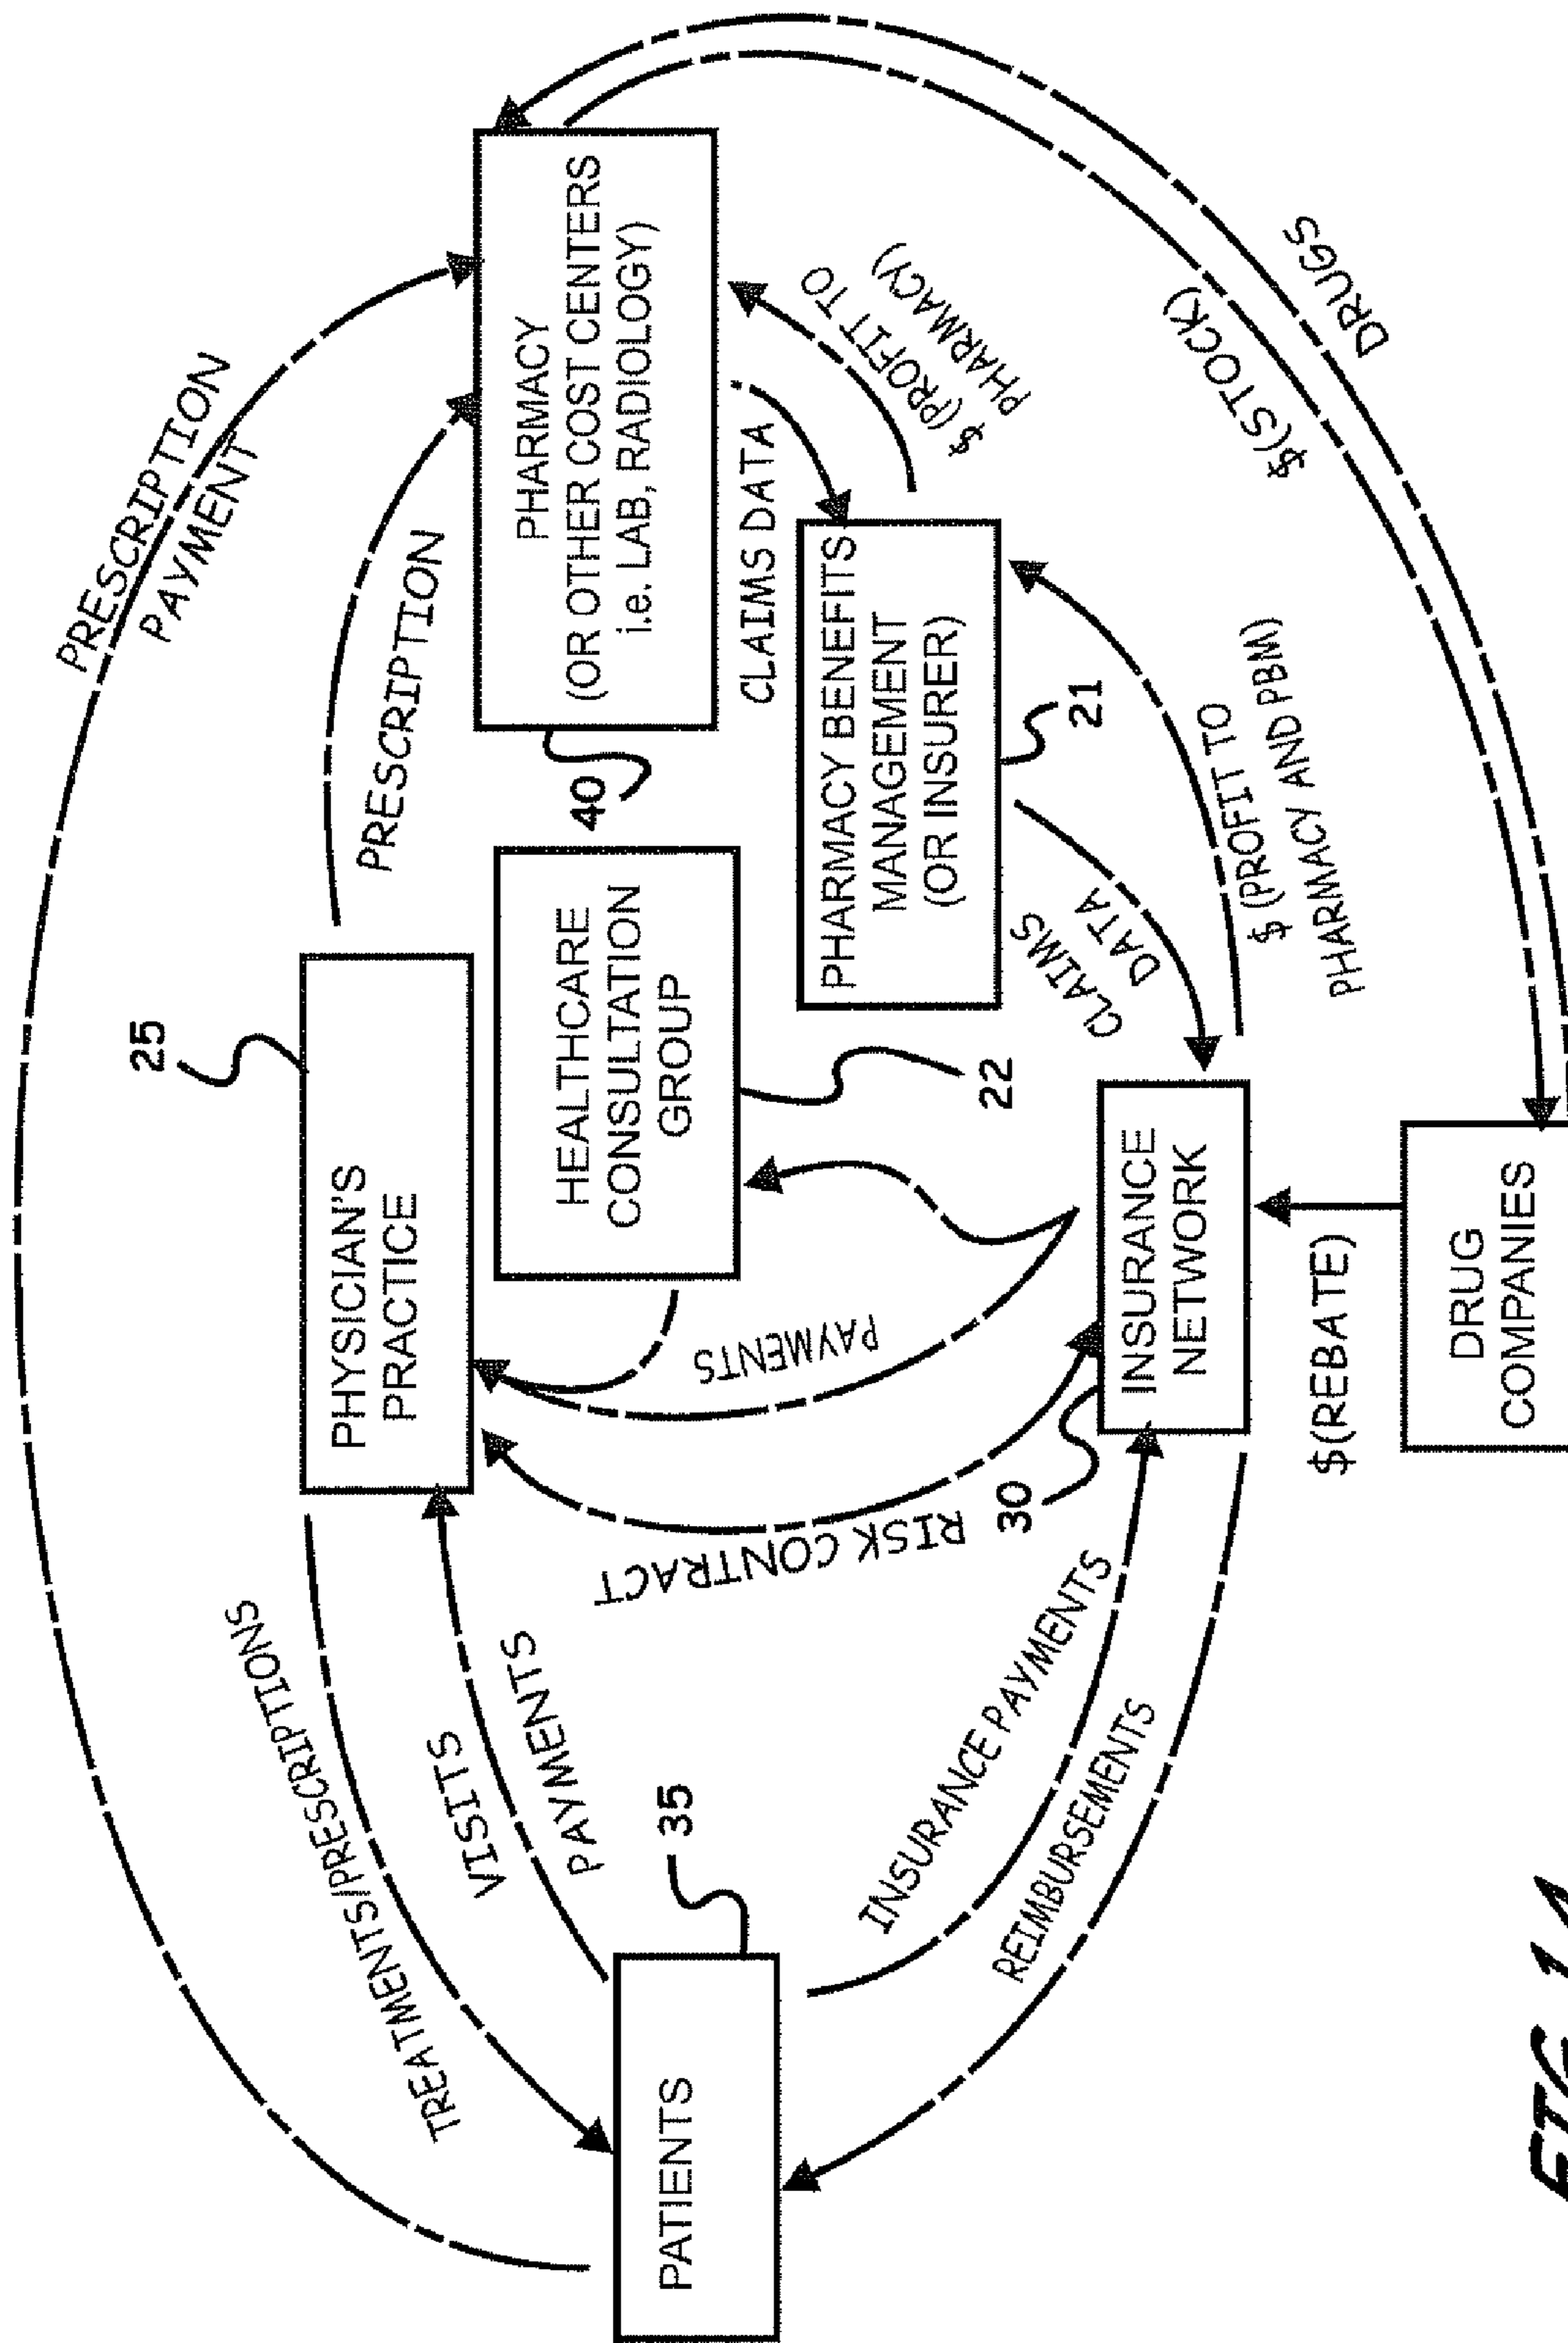 PRESCRIPTION
PAYMENT
25
PRESCRIPTION
TREATMENTS/PRESCRIPTIONS
VISITS
PAYMENTS
PHYSICIAN'S
PRACTICE
PHARMACY
(OR OTHER COST CENTERS
i.e. LAB, RADIOLOGY)
HEALTHCARE
CONSULTATION
GROUP
40
35
PATIENTS
RISK CONTRACT
PAYMENTS
22
CLAIMS DATA
$ (PROFIT TO
PHARMACY)
PHARMACY BENEFITS
MANAGEMENT
(OR INSURER)
21
INSURANCE PAYMENTS
REIMBURSEMENTS
30
INSURANCE
NETWORK
CLAIMS
DATA
$ (PROFIT TO
PHARMACY AND PBM)
$(STOCK)
DRUGS
$(REBATE)
DRUG
COMPANIES
FIG 1A